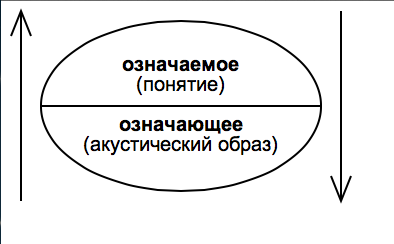 означаемое
(понятие)
означающее
(акустический образ)